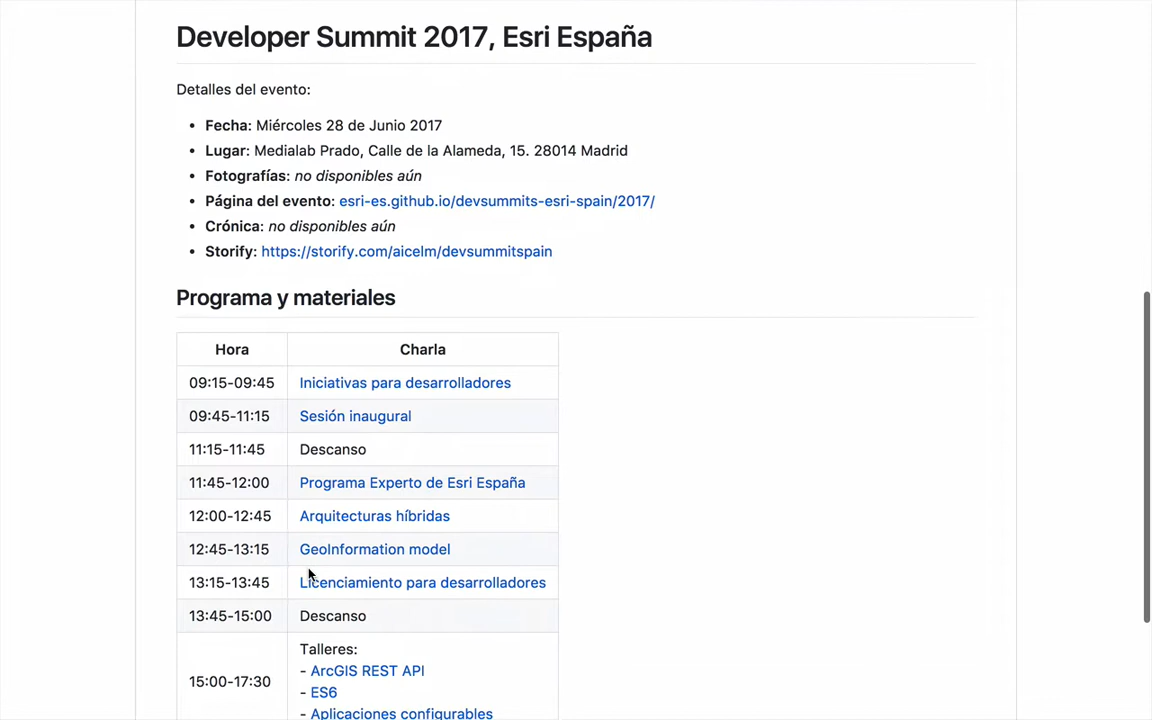 Developer Summit 2017, Esri España
Detalles del evento:
• Fecha: Miércoles 28 de Junio 2017
• Lugar: Medialab Prado, Calle de la Alameda, 15. 28014 Madrid
• Fotografías: no disponibles aún
• Página del evento: esri-es.github.io/devsummits-esri-spain/2017/
• Crónica: no disponibles aún
• Storify: https://storify.com/aicelm/devsummitspain
Programa y materiales
Hora Charla
09:15-09:45 Iniciativas para desarrolladores
09:45-11:15 Sesión inaugural
11:15-11:45 Descanso
11:45-12:00 Programa Experto de Esri España
12:00-12:45 Arquitecturas híbridas
12:45-13:15 GeoInformation model
13:15-13:45 Licenciamiento para desarrolladores
13:45-15:00 Descanso
15:00-17:30 Talleres:
- ArcGIS REST API
- ES6
- Aplicaciones configurables